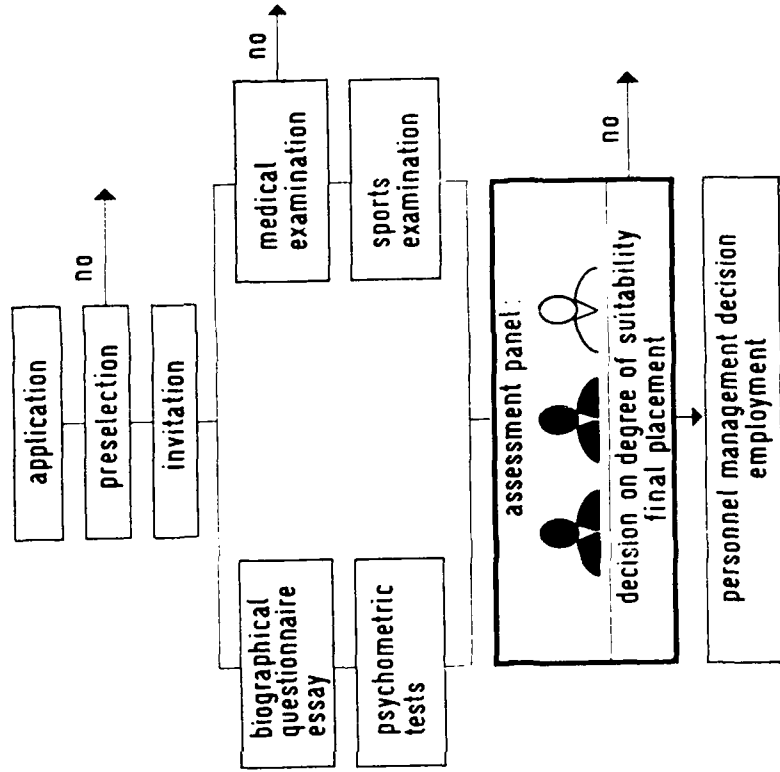 application
preselection
no
invitation
biographical
questionnaire
essay
psychometric
tests
medical
examination
no
sports
examination
assessment panel:
decision on degree of suitability
final placement
no
personnel management decision
employment